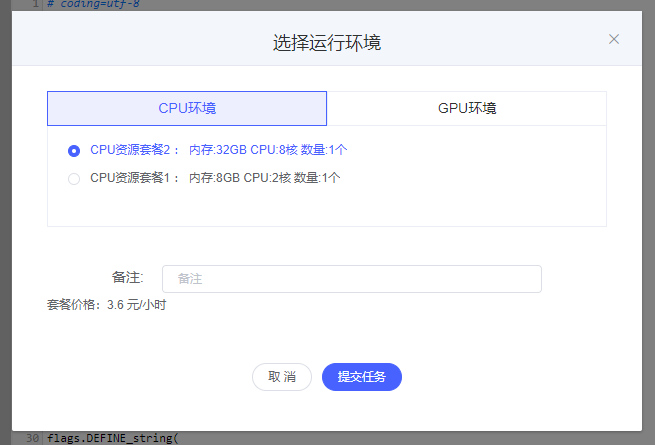 1 # coding=utf-8
选择运行环境
CPU环境 GPU环境
CPU资源套餐2： 内存:32GB CPU:8核 数量:1个
CPU资源套餐1： 内存:8GB CPU:2核 数量:1个
备注: 备注
套餐价格：3.6 元/小时
取 消 提交任务
30 flags.DEFINE_string(